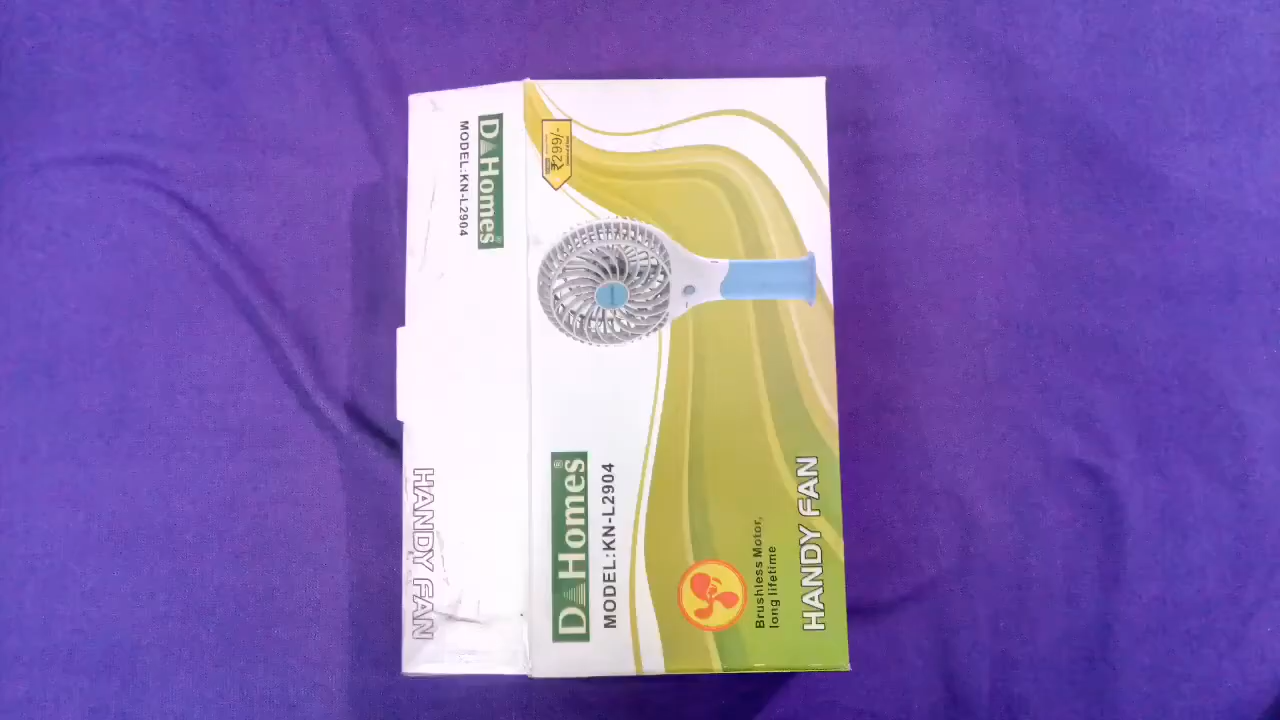 D Homes®
MODEL:KN-L2904
HANDY FAN
₹299/-
D Homes®
MODEL:KN-L2904
Brushless Motor,
long lifetime
HANDY FAN